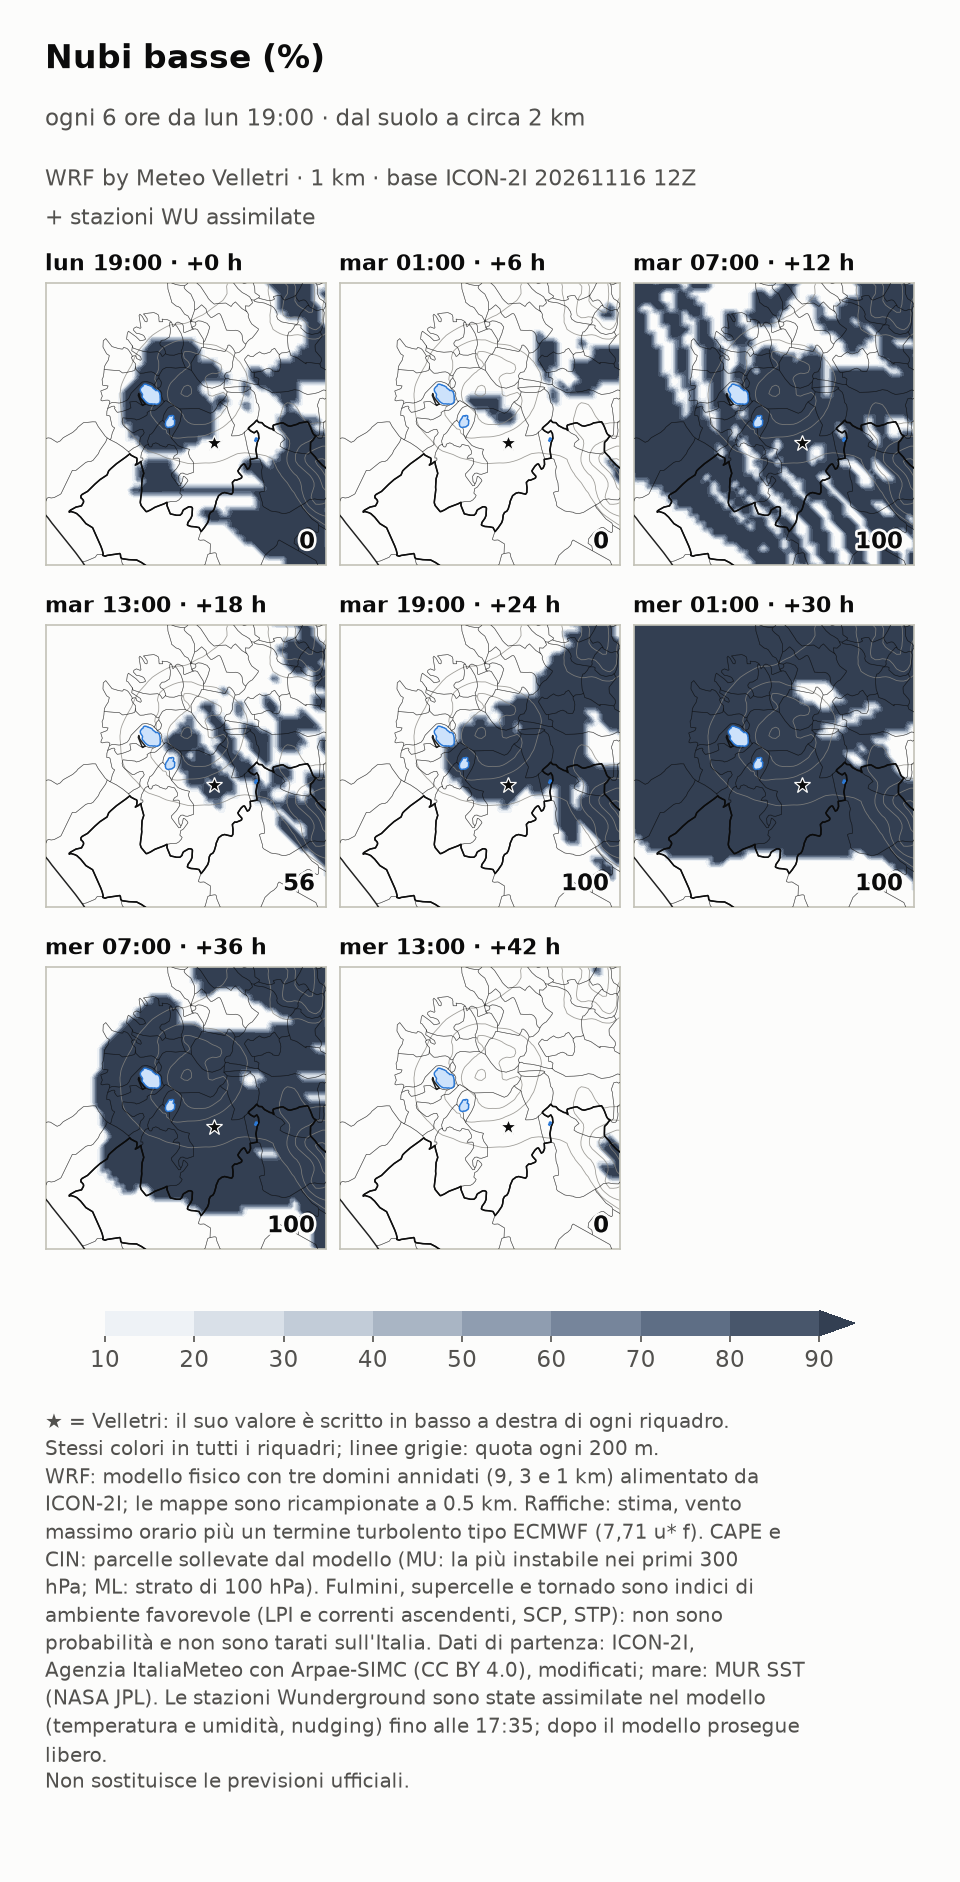 Nubi basse (%)
ogni 6 ore da lun 19:00 · dal suolo a circa 2 km
WRF by Meteo Velletri · 1 km · base ICON-2I 20261116 12Z
+ stazioni WU assimilate
lun 19:00 · +0 h
mar 01:00 · +6 h
mar 07:00 · +12 h
0
0
100
mar 13:00 · +18 h
mar 19:00 · +24 h
mer 01:00 · +30 h
56
100
100
mer 07:00 · +36 h
mer 13:00 · +42 h
100
0
10 20 30 40 50 60 70 80 90
★ = Velletri: il suo valore è scritto in basso a destra di ogni riquadro.
Stessi colori in tutti i riquadri; linee grigie: quota ogni 200 m.
WRF: modello fisico con tre domini annidati (9, 3 e 1 km) alimentato da
ICON-2I; le mappe sono ricampionate a 0.5 km. Raffiche: stima, vento
massimo orario più un termine turbolento tipo ECMWF (7,71 u* f). CAPE e
CIN: parcelle sollevate dal modello (MU: la più instabile nei primi 300
hPa; ML: strato di 100 hPa). Fulmini, supercelle e tornado sono indici di
ambiente favorevole (LPI e correnti ascendenti, SCP, STP): non sono
probabilità e non sono tarati sull'Italia. Dati di partenza: ICON-2I,
Agenzia ItaliaMeteo con Arpae-SIMC (CC BY 4.0), modificati; mare: MUR SST
(NASA JPL). Le stazioni Wunderground sono state assimilate nel modello
(temperatura e umidità, nudging) fino alle 17:35; dopo il modello prosegue
libero.
Non sostituisce le previsioni ufficiali.